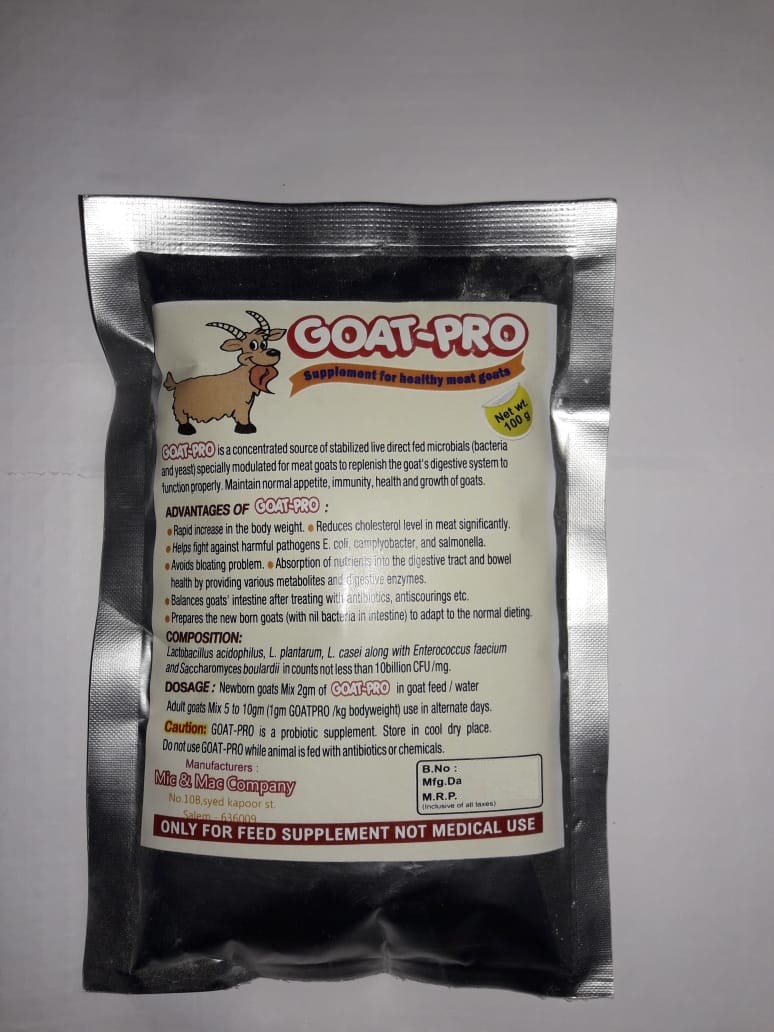 GOAT-PRO
Supplement for healthy meat goats
Net wt.
100 g
GOAT-PRO is a concentrated source of stabilized live direct fed microbials (bacteria
and yeast) specially modulated for meat goats to replenish the goat's digestive system to
function properly. Maintain normal appetite, immunity, health and growth of goats.
ADVANTAGES OF GOAT-PRO :
• Rapid increase in the body weight. • Reduces cholesterol level in meat significantly.
• Helps fight against harmful pathogens E. coli, camplyobacter, and salmonella.
• Avoids bloating problem. • Absorption of nutrients into the digestive tract and bowel
health by providing various metabolites and digestive enzymes.
• Balances goats' intestine after treating with antibiotics, antiscourings etc.
• Prepares the new born goats (with nil bacteria in intestine) to adapt to the normal dieting.
COMPOSITION:
Lactobacillus acidophilus, L. plantarum, L. casei along with Enterococcus faecium
and Saccharomyces boulardii in counts not less than 10billion CFU /mg.
DOSAGE : Newborn goats Mix 2gm of GOAT-PRO in goat feed / water
Adult goats Mix 5 to 10gm (1gm GOATPRO /kg bodyweight) use in alternate days.
Caution: GOAT-PRO is a probiotic supplement. Store in cool dry place.
Do not use GOAT-PRO while animal is fed with antibiotics or chemicals.
Manufacturers :
Mic & Mac Company
No.10B,syed kapoor st.
Salem - 636009
B.No :
Mfg.Da
M.R.P.
(Inclusive of all taxes)
ONLY FOR FEED SUPPLEMENT NOT MEDICAL USE